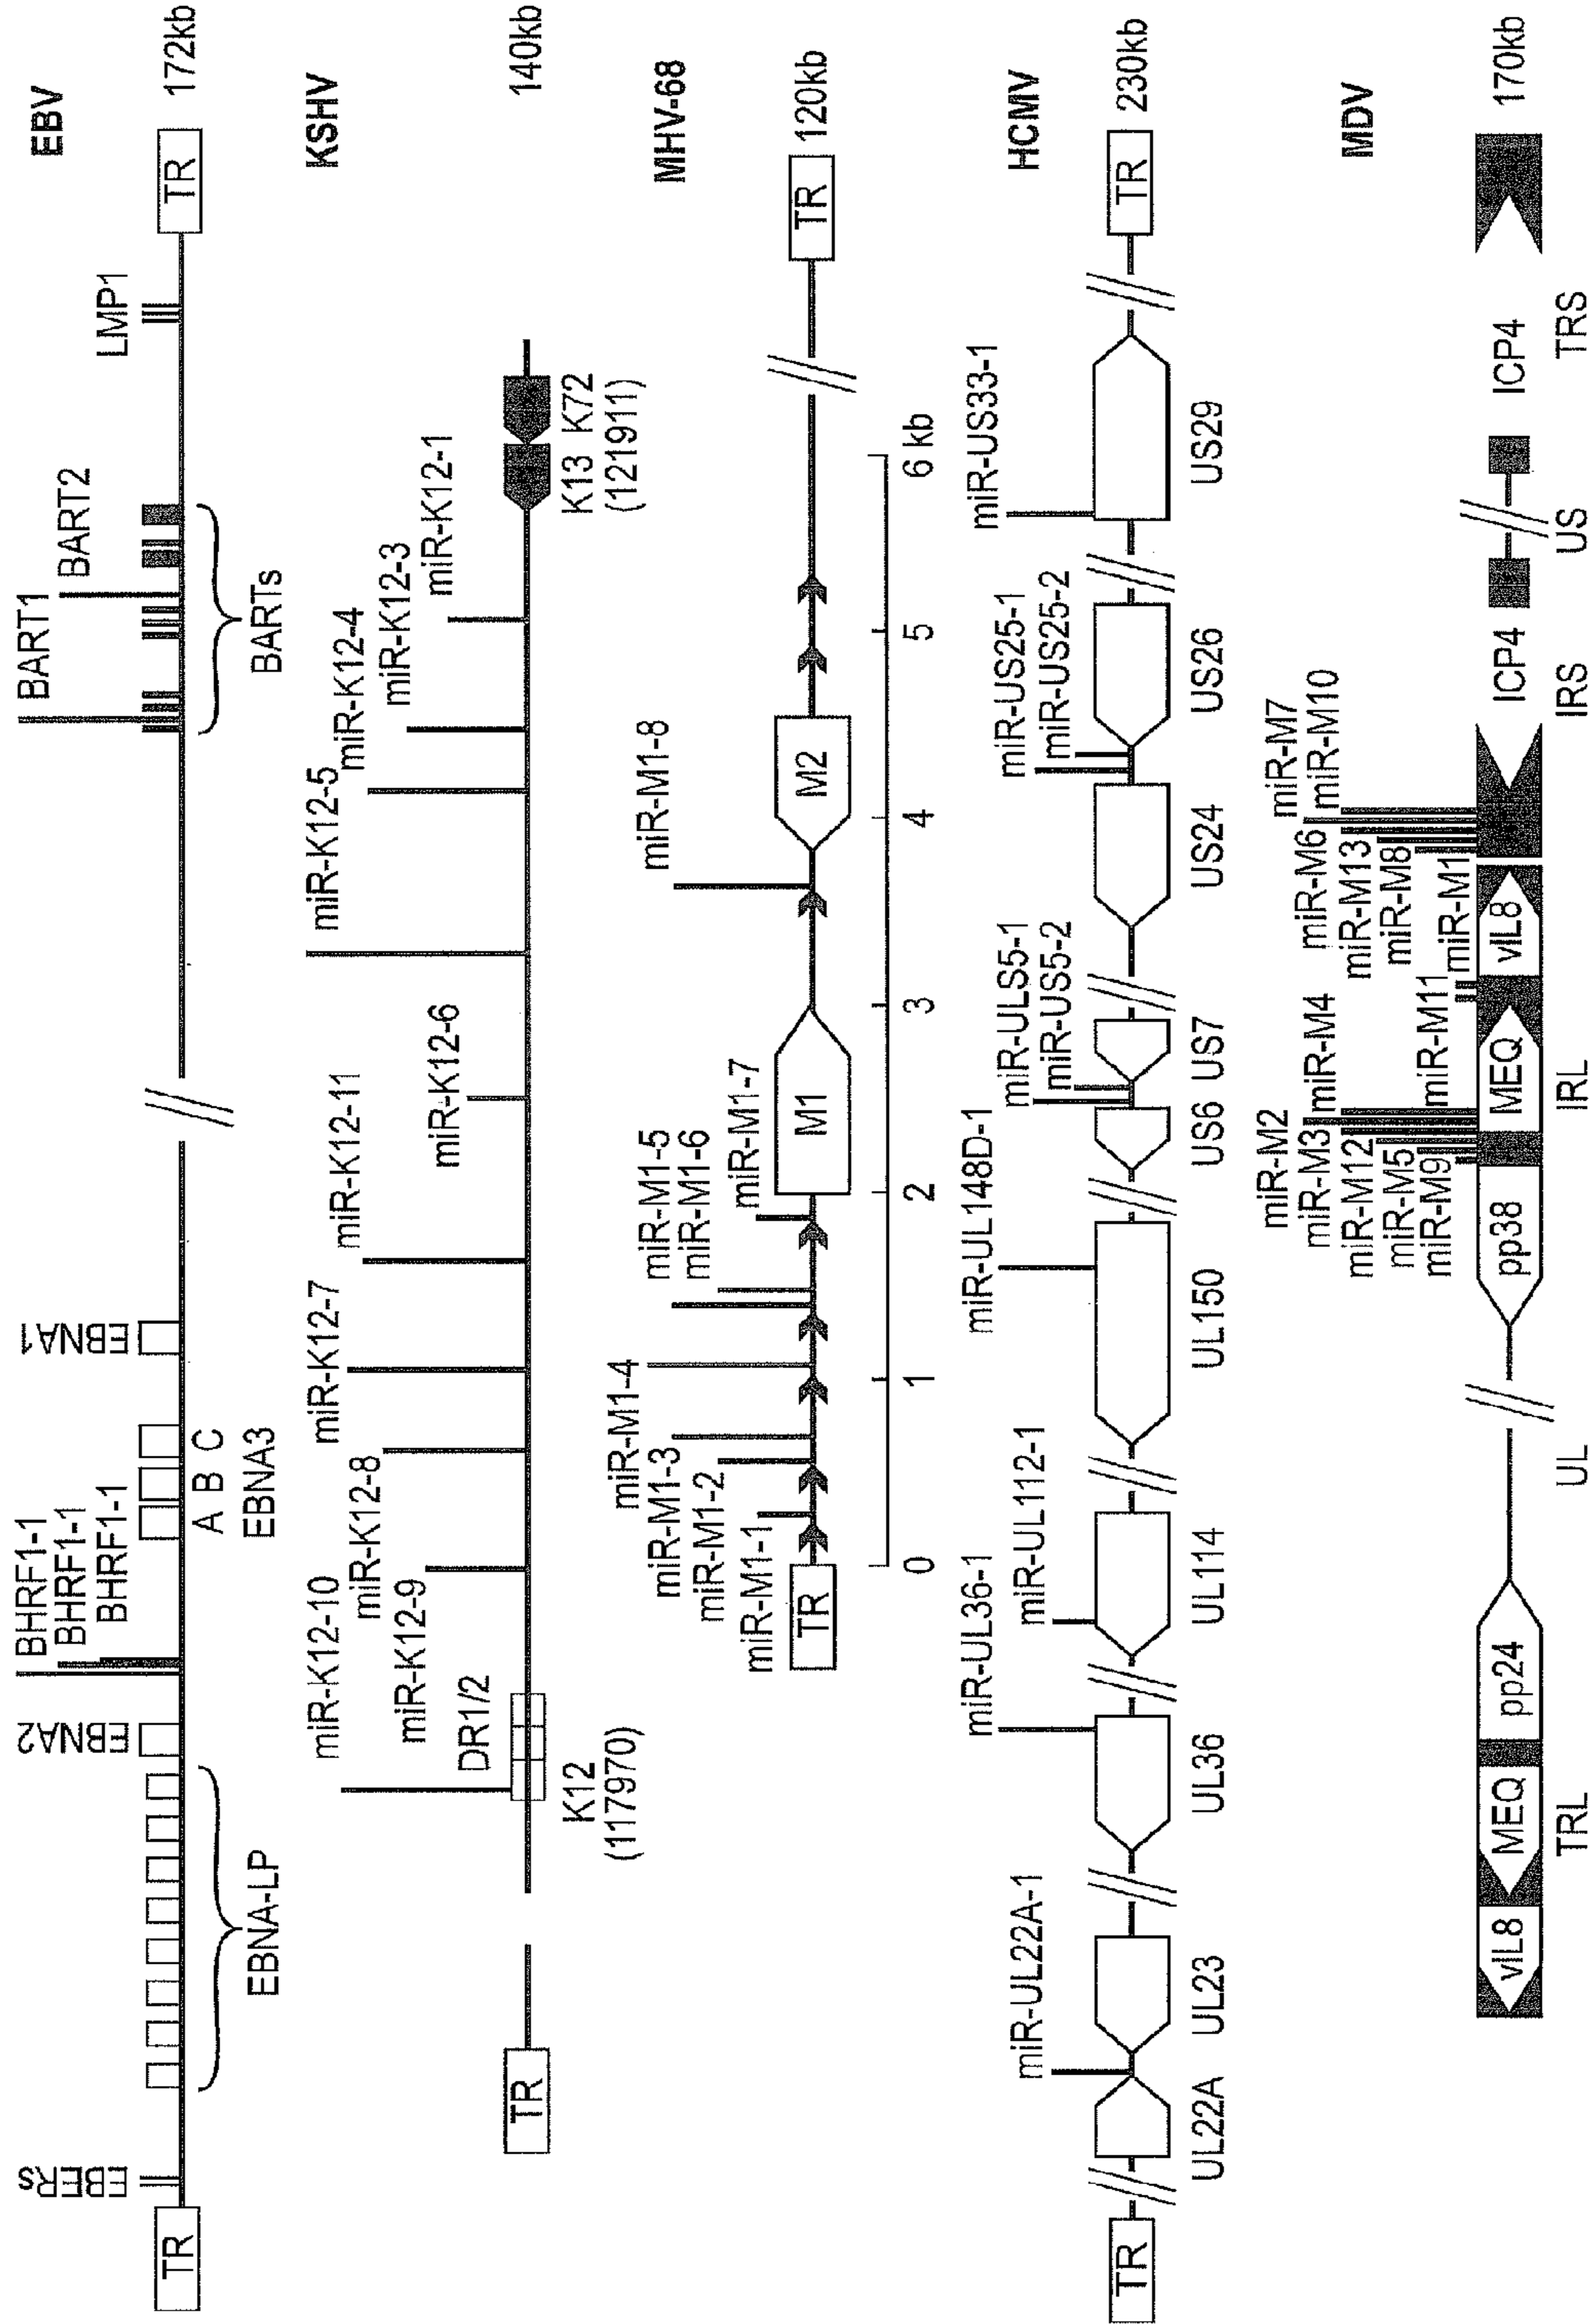 EBV
EBERs
EBNA2
BHRF1-1
BHRF1-1
BHRF1-1
EBNA1
BART1
BART2
LMP1
TR
TR
172kb
EBNA-LP
A B C
EBNA3
BARTs
KSHV
miR-K12-10
miR-K12-9
miR-K12-8
miR-K12-7
miR-K12-11
miR-K12-6
miR-K12-5
miR-K12-4
miR-K12-3
miR-K12-1
DR1/2
TR
140kb
K12
(117970)
K13 K72
(121911)
MHV-68
miR-M1-4
miR-M1-3
miR-M1-2
miR-M1-1
miR-M1-5
miR-M1-6
miR-M1-7
miR-M1-8
TR
M1
M2
TR
120kb
0 1 2 3 4 5 6 kb
HCMV
miR-UL22A-1
miR-UL36-1
miR-UL112-1
miR-UL148D-1
miR-ULS5-1
miR-US5-2
miR-US25-1
miR-US25-2
miR-US33-1
TR
TR
230kb
UL22A UL23 UL36 UL114 UL150 US6 US7 US24 US26 US29
MDV
miR-M2
miR-M3
miR-M12
miR-M5
miR-M9
miR-M4
miR-M11
miR-M7
miR-M10
miR-M6
miR-M13
miR-M8
miR-M1
vIL8 MEQ pp24 pp38 MEQ vIL8 ICP4 ICP4 170kb
TRL UL IRL IRS US TRS